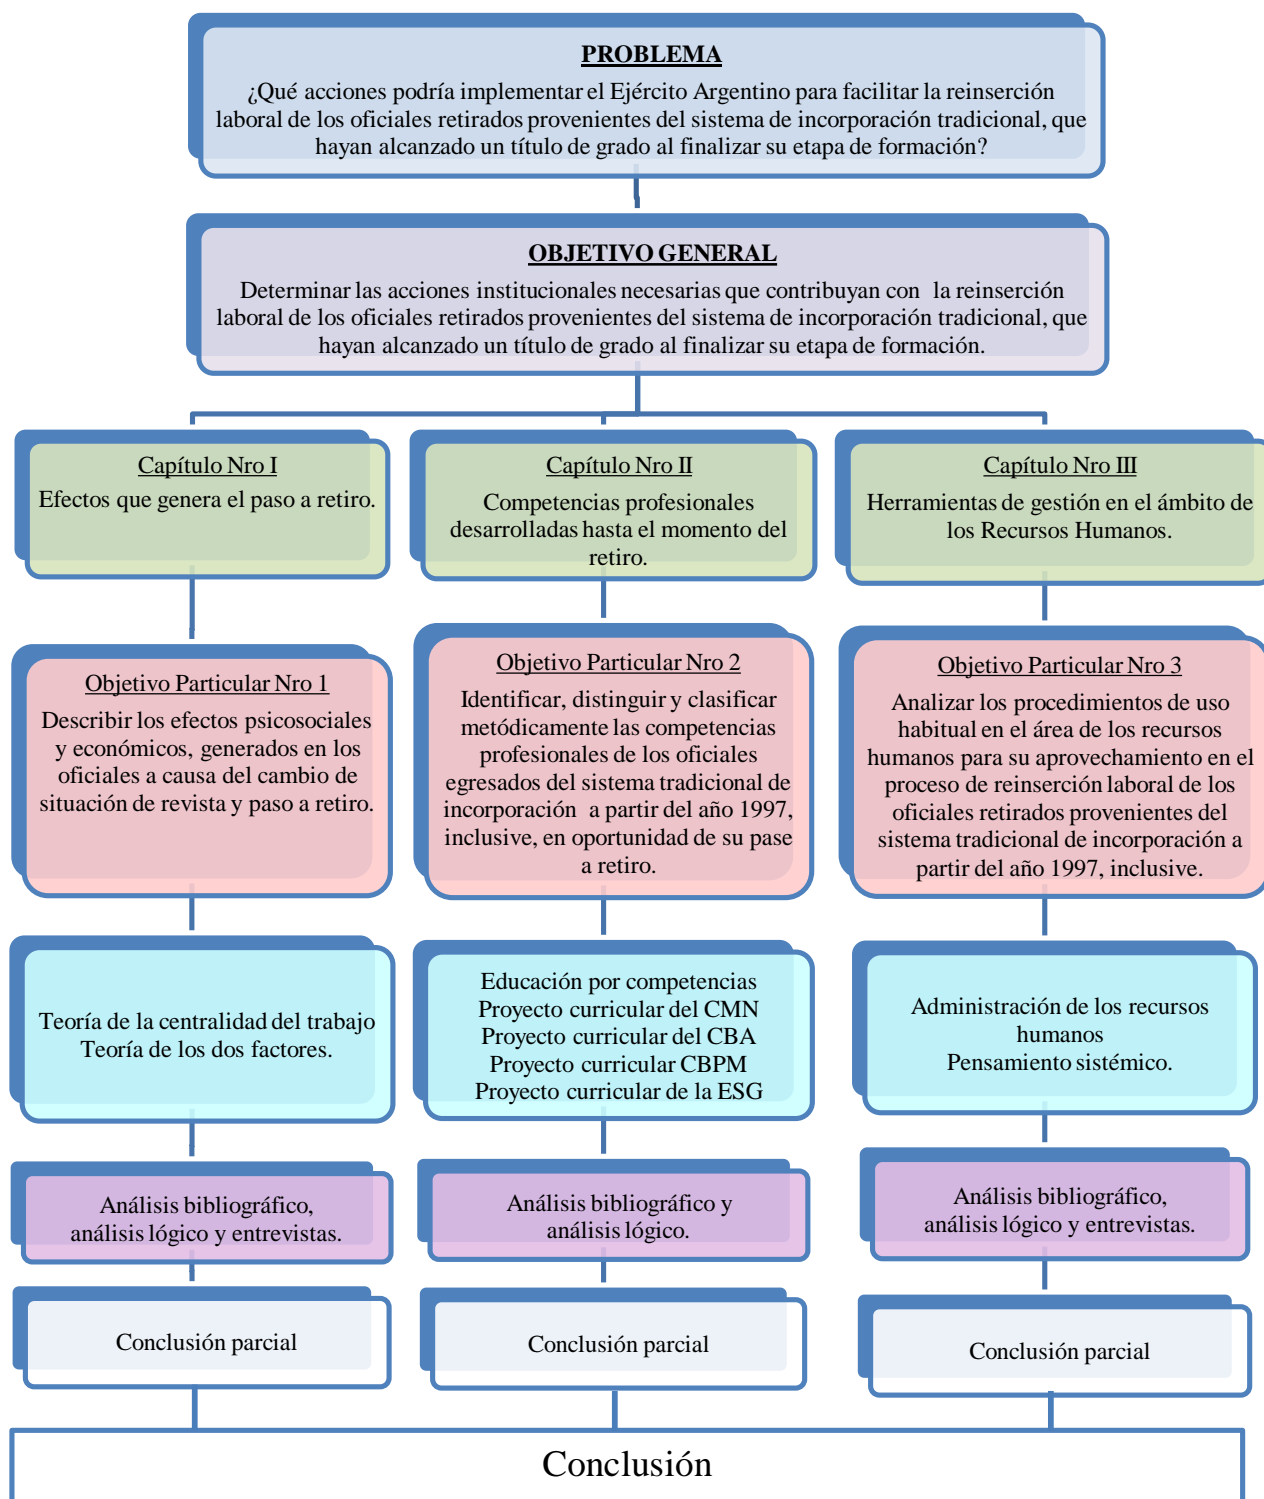 PROBLEMA
¿Qué acciones podría implementar el Ejército Argentino para facilitar la reinserción
laboral de los oficiales retirados provenientes del sistema de incorporación tradicional, que
hayan alcanzado un título de grado al finalizar su etapa de formación?
OBJETIVO GENERAL
Determinar las acciones institucionales necesarias que contribuyan con la reinserción
laboral de los oficiales retirados provenientes del sistema de incorporación tradicional, que
hayan alcanzado un título de grado al finalizar su etapa de formación.
Capítulo Nro I
Efectos que genera el paso a retiro.
Capítulo Nro II
Competencias profesionales
desarrolladas hasta el momento del
retiro.
Capítulo Nro III
Herramientas de gestión en el ámbito de
los Recursos Humanos.
Objetivo Particular Nro 1
Describir los efectos psicosociales
y económicos, generados en los
oficiales a causa del cambio de
situación de revista y paso a retiro.
Objetivo Particular Nro 2
Identificar, distinguir y clasificar
metódicamente las competencias
profesionales de los oficiales
egresados del sistema tradicional de
incorporación a partir del año 1997,
inclusive, en oportunidad de su pase
a retiro.
Objetivo Particular Nro 3
Analizar los procedimientos de uso
habitual en el área de los recursos
humanos para su aprovechamiento en el
proceso de reinserción laboral de los
oficiales retirados provenientes del
sistema tradicional de incorporación a
partir del año 1997, inclusive.
Teoría de la centralidad del trabajo
Teoría de los dos factores.
Educación por competencias
Proyecto curricular del CMN
Proyecto curricular del CBA
Proyecto curricular CBPM
Proyecto curricular de la ESG
Administración de los recursos
humanos
Pensamiento sistémico.
Análisis bibliográfico,
análisis lógico y entrevistas.
Análisis bibliográfico y
análisis lógico.
Análisis bibliográfico,
análisis lógico y entrevistas.
Conclusión parcial
Conclusión parcial
Conclusión parcial
Conclusión